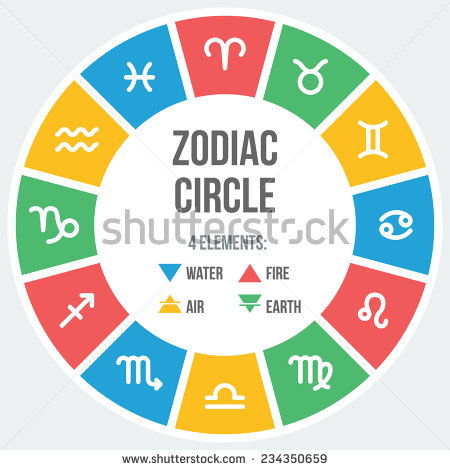 ZODIAC
CIRCLE
shutterstock
4 ELEMENTS:
WATER FIRE
AIR EARTH
www.shutterstock.com · 234350659